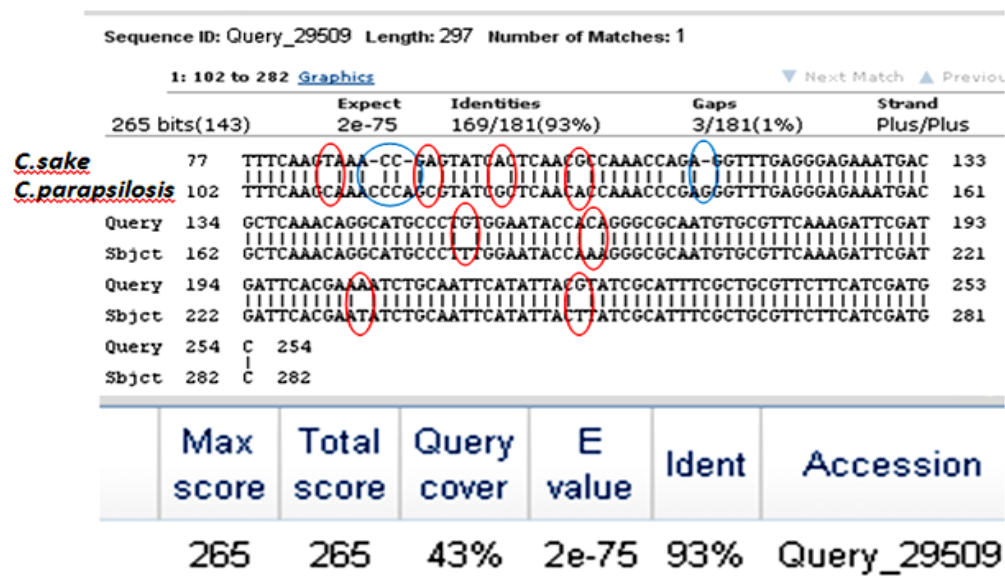 Sequence ID: Query_29509 Length: 297 Number of Matches: 1
1: 102 to 282 Graphics ▼ Next Match ▲ Previou
Expect Identities Gaps Strand
265 bits(143) 2e-75 169/181(93%) 3/181(1%) Plus/Plus
C.sake 77 TTTCAAGTAAA-CC-GAGTATCACTCAACGCCAAACCAGA-GGTTTGAGGGAGAAATGAC 133
C.parapsilosis 102 TTTCAAGCAAACCCAGCGTATCGCTCAACACCAAACCCGAGGGTTTGAGGGAGAAATGAC 161
Query 134 GCTCAAACAGGCATGCCCTGTGGAATACCACAGGGCGCAATGTGCGTTCAAAGATTCGAT 193
Sbjct 162 GCTCAAACAGGCATGCCCTTTGGAATACCAAAGGGCGCAATGTGCGTTCAAAGATTCGAT 221
Query 194 GATTCACGAAAATCTGCAATTCATATTACGTATCGCATTTCGCTGCGTTCTTCATCGATG 253
Sbjct 222 GATTCACGAATATCTGCAATTCATATTACTTATCGCATTTCGCTGCGTTCTTCATCGATG 281
Query 254 C 254
Sbjct 282 C 282
Max score Total score Query cover E value Ident Accession
265 265 43% 2e-75 93% Query_29509